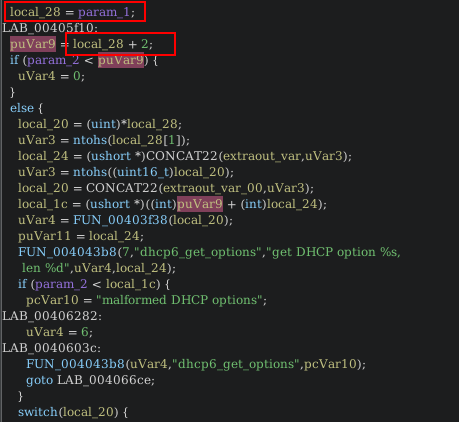 local_28 = param_1;
LAB_00405f10:
puVar9 = local_28 + 2;
if (param_2 < puVar9) {
uVar4 = 0;
}
else {
local_20 = (uint)*local_28;
uVar3 = ntohs(local_28[1]);
local_24 = (ushort *)CONCAT22(extraout_var,uVar3);
uVar3 = ntohs((uint16_t)local_20);
local_20 = CONCAT22(extraout_var_00,uVar3);
local_1c = (ushort *)((int)puVar9 + (int)local_24);
uVar4 = FUN_00403f38(local_20);
puVar11 = local_24;
FUN_004043b8(7,"dhcp6_get_options","get DHCP option %s,
len %d",uVar4,local_24);
if (param_2 < local_1c) {
pcVar10 = "malformed DHCP options";
LAB_00406282:
uVar4 = 6;
LAB_0040603c:
FUN_004043b8(uVar4,"dhcp6_get_options",pcVar10);
goto LAB_004066ce;
}
switch(local_20) {